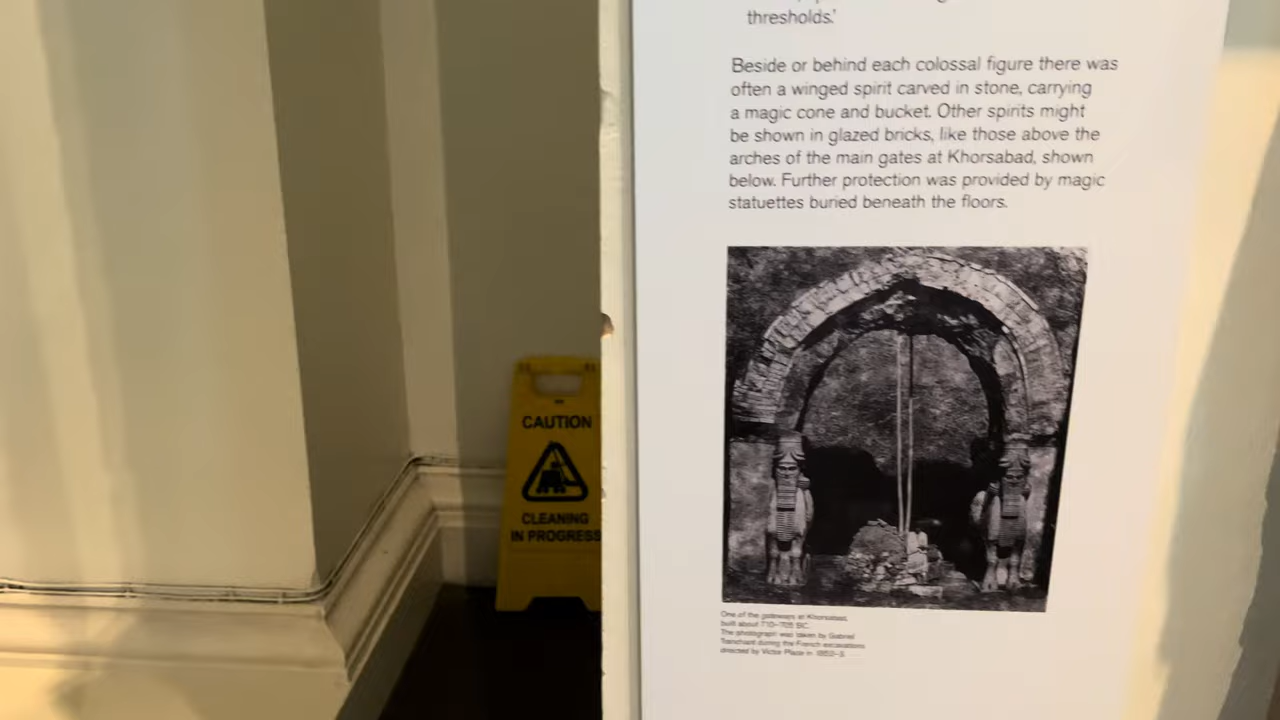 thresholds.'
Beside or behind each colossal figure there was
often a winged spirit carved in stone, carrying
a magic cone and bucket. Other spirits might
be shown in glazed bricks, like those above the
arches of the main gates at Khorsabad, shown
below. Further protection was provided by magic
statuettes buried beneath the floors.
CAUTION
CLEANING
IN PROGRESS
One of the gateways at Khorsabad,
built about 710–705 BC.
The photograph was taken by Gabriel
Tranchant during the French excavations
directed by Victor Place in